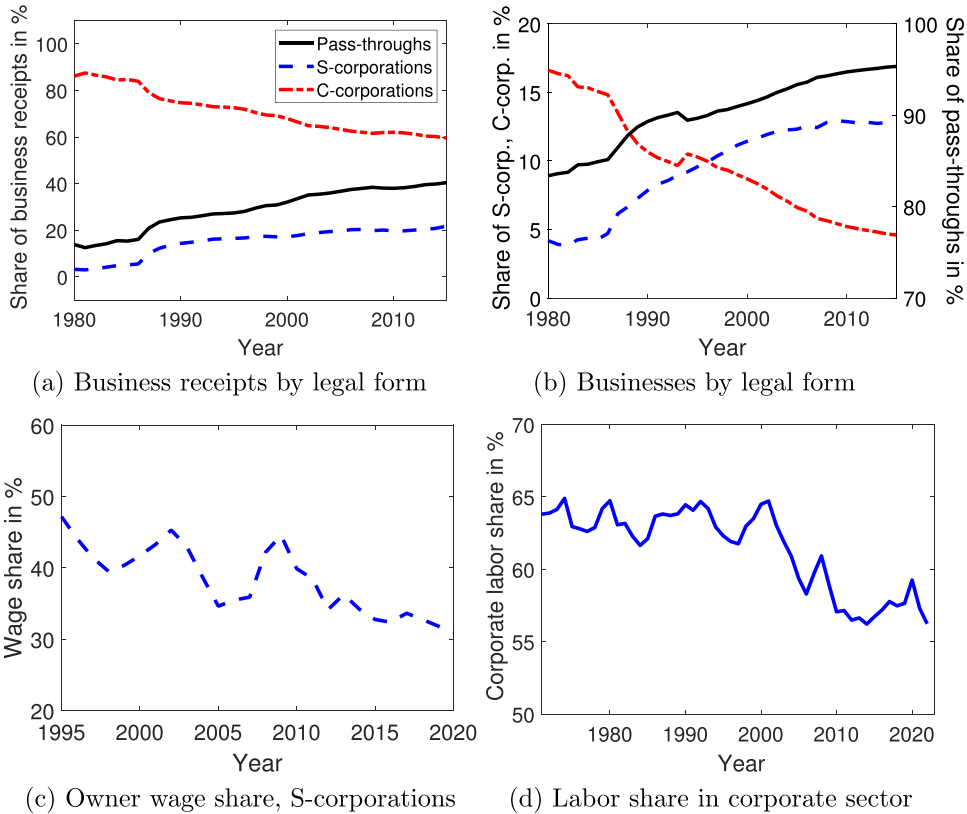 Share of business receipts in %
100
80
60
40
20
0
Pass-throughs
S-corporations
C-corporations
1980
1990
2000
2010
Year
(a) Business receipts by legal form
Share of S-corp., C-corp. in %
20
15
10
5
0
100
90
80
70
Share of pass-throughs in %
1980
1990
2000
2010
Year
(b) Businesses by legal form
Wage share in %
60
50
40
30
20
1995
2000
2005
2010
2015
2020
Year
(c) Owner wage share, S-corporations
Corporate labor share in %
70
65
60
55
50
1980
1990
2000
2010
2020
Year
(d) Labor share in corporate sector